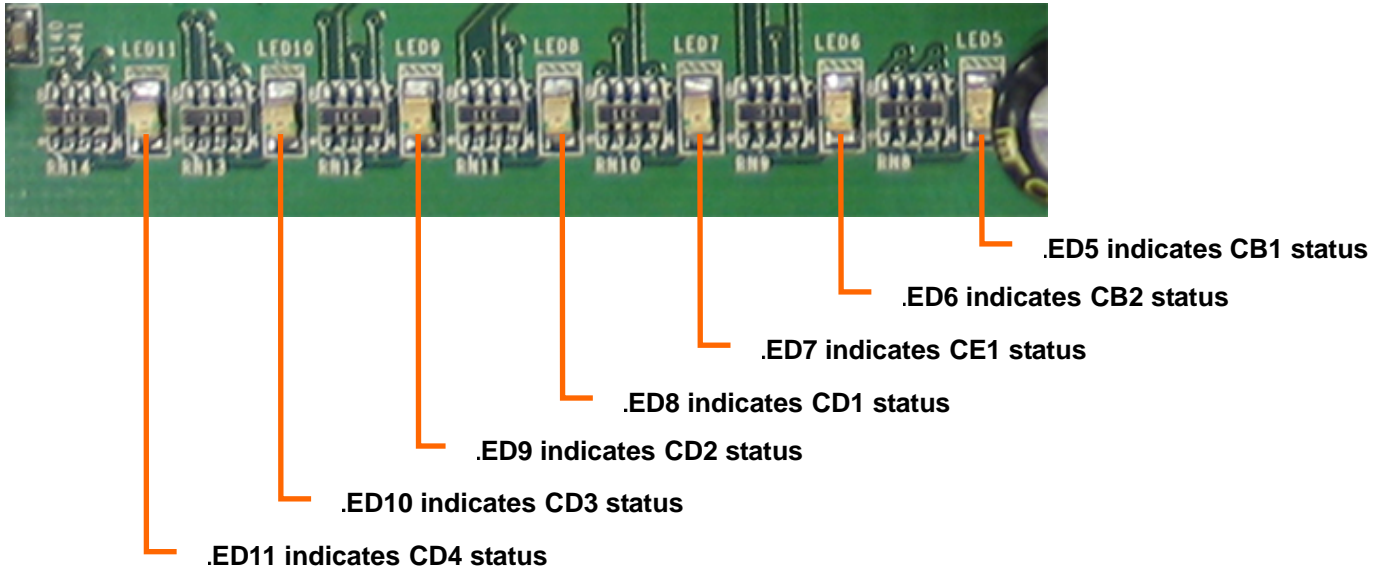 C140
C241
LED11 LED10 LED9 LED8 LED7 LED6 LED5
RN14 RN13 RN12 RN11 RN10 RN9 RN8
.ED5 indicates CB1 status
.ED6 indicates CB2 status
.ED7 indicates CE1 status
.ED8 indicates CD1 status
.ED9 indicates CD2 status
.ED10 indicates CD3 status
.ED11 indicates CD4 status